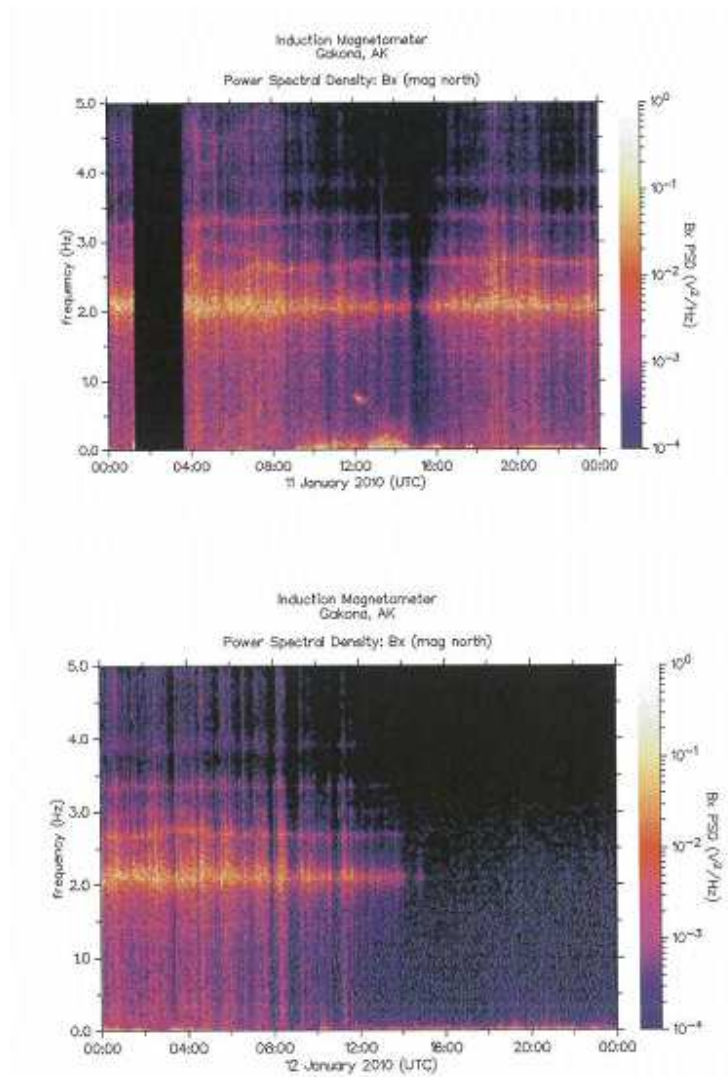 Induction Magnetometer
Gakona, AK
Power Spectral Density: Bx (mag north)
5.0
4.0
3.0
2.0
1.0
0.0
frequency (Hz)
00:00 04:00 08:00 12:00 16:00 20:00 00:00
11 January 2010 (UTC)
10^0
10^-1
10^-2
10^-3
10^-4
Bx PSD (V^2/Hz)
Induction Magnetometer
Gakona, AK
Power Spectral Density: Bx (mag north)
5.0
4.0
3.0
2.0
1.0
0.0
frequency (Hz)
00:00 04:00 08:00 12:00 16:00 20:00 00:00
12 January 2010 (UTC)
10^0
10^-1
10^-2
10^-3
10^-4
Bx PSD (V^2/Hz)